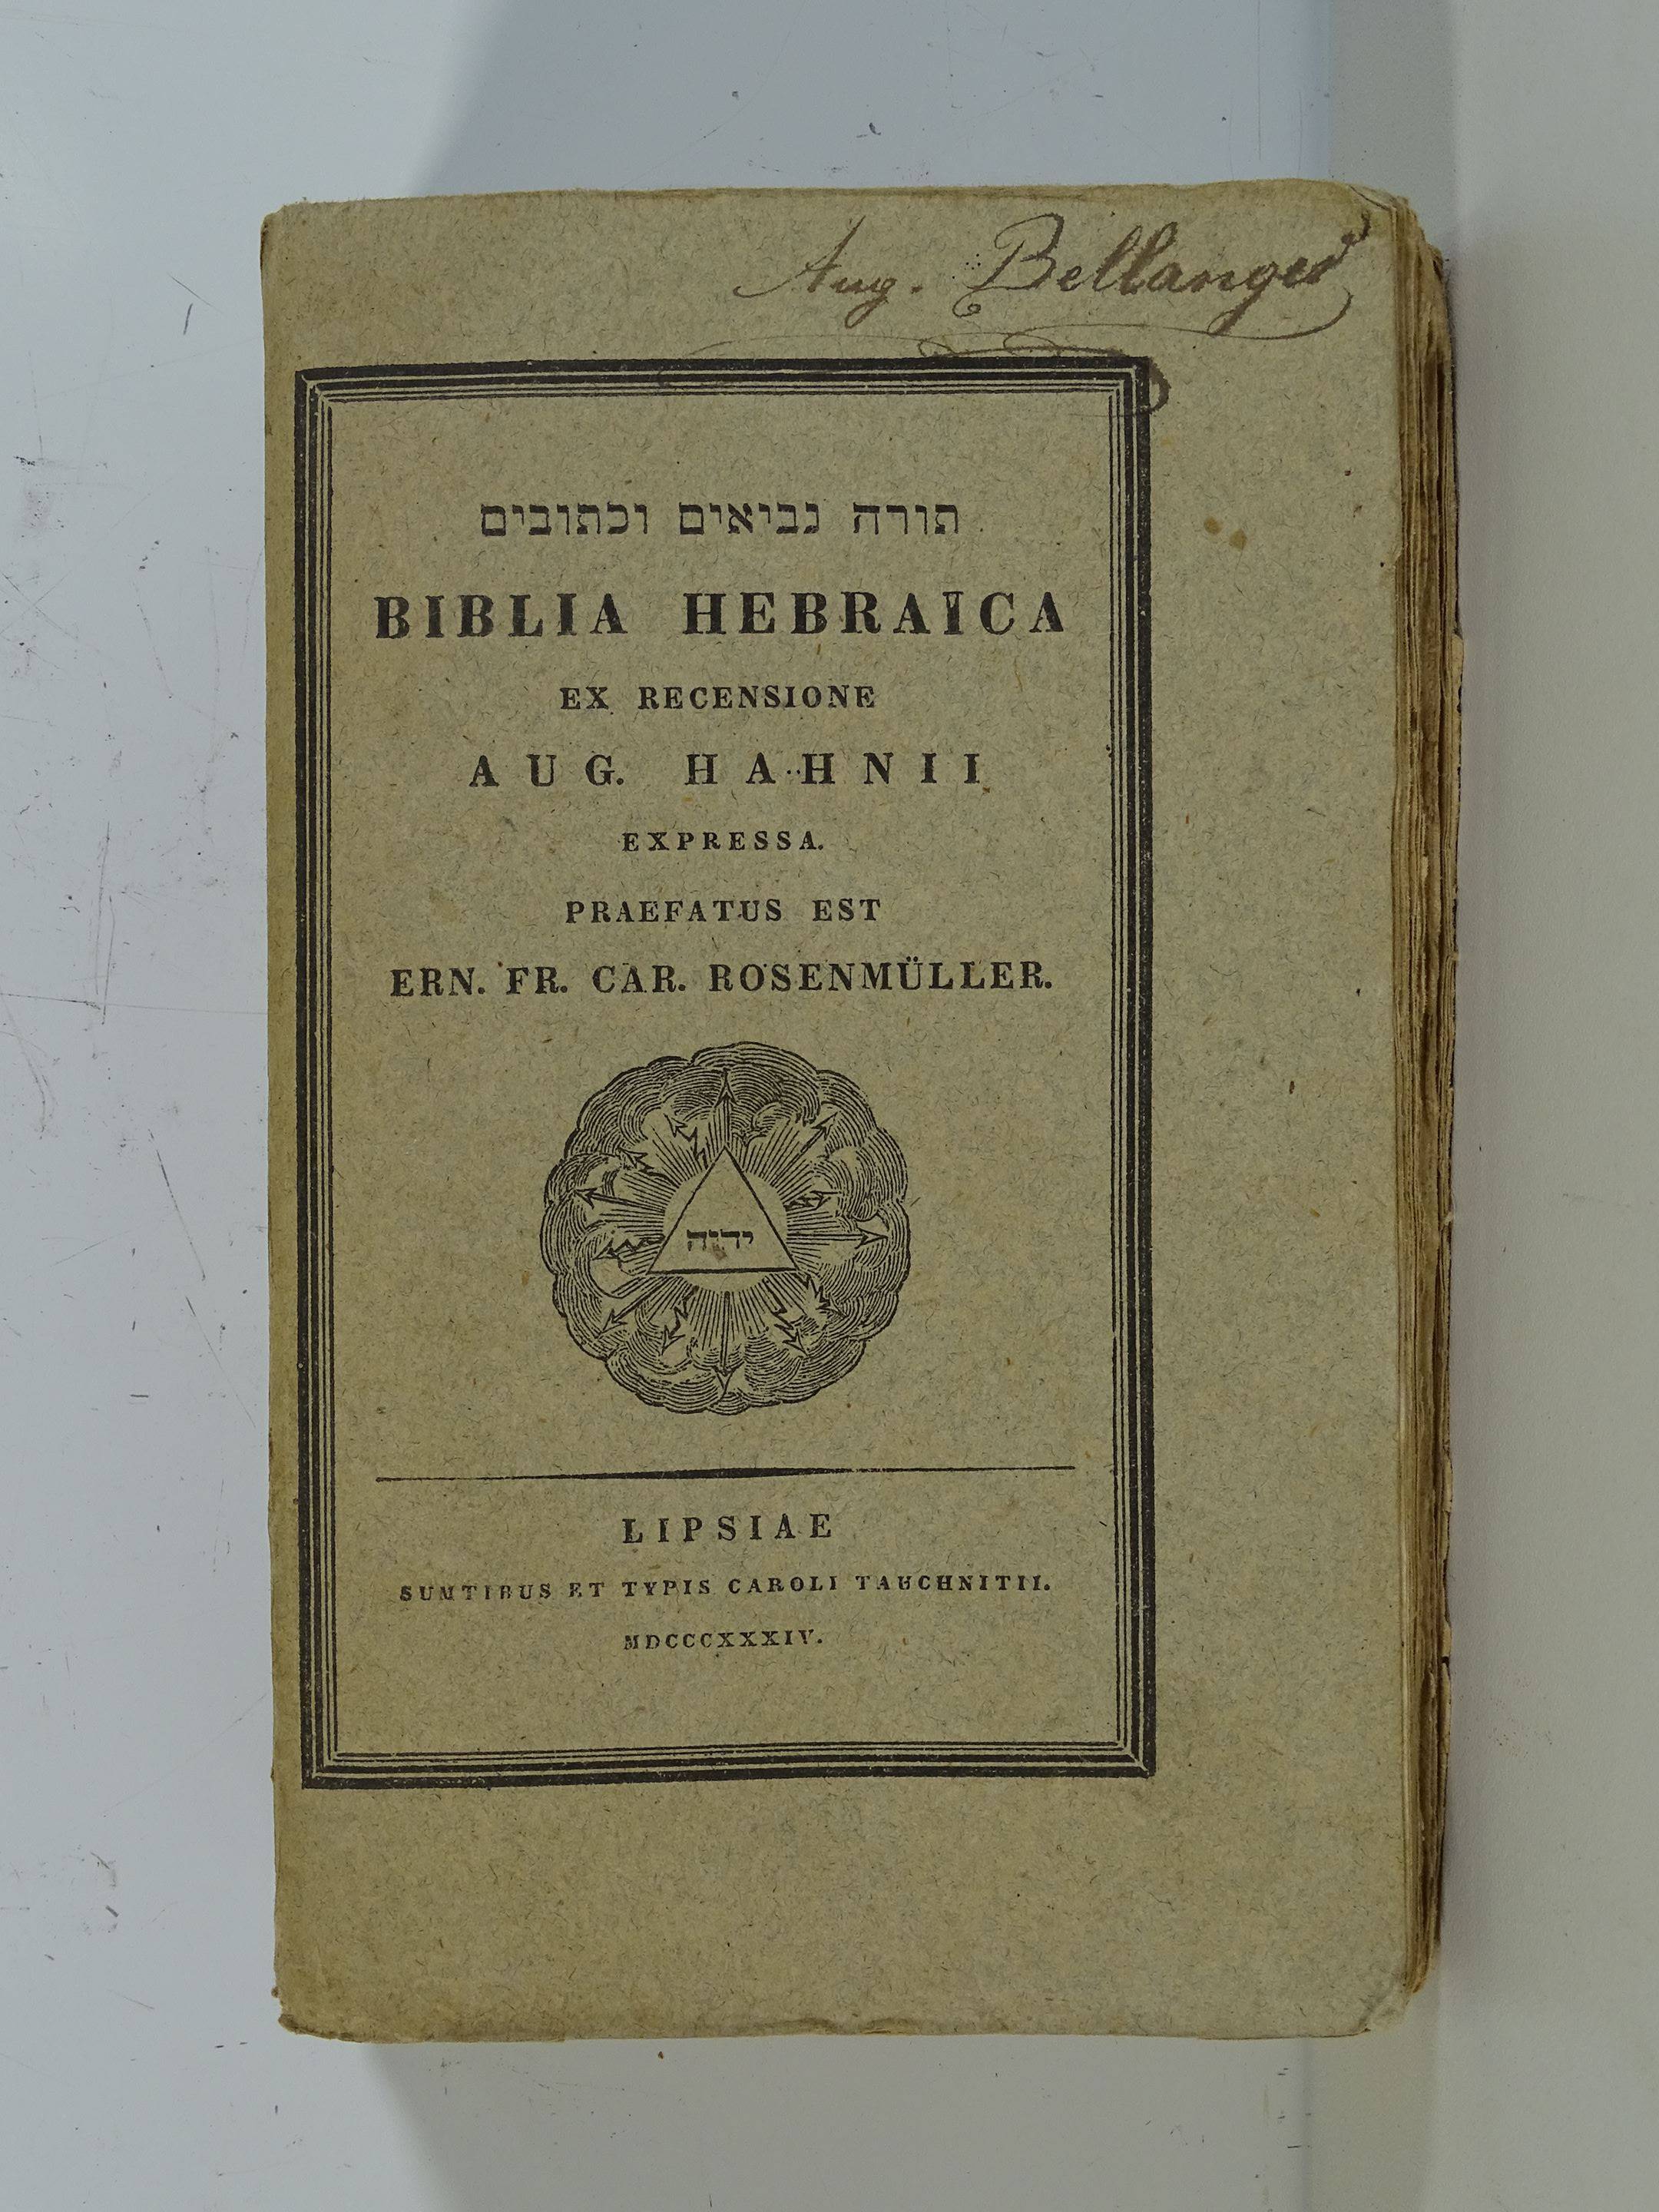 Aug. Bellanger
תורה נביאים וכתובים
BIBLIA HEBRAÏCA
EX RECENSIONE
AUG. HAHNII
EXPRESSA.
PRAEFATUS EST
ERN. FR. CAR. ROSENMÜLLER.
יהוה
LIPSIAE
SUMTIBUS ET TYPIS CAROLI TAUCHNITII.
MDCCCXXXIV.